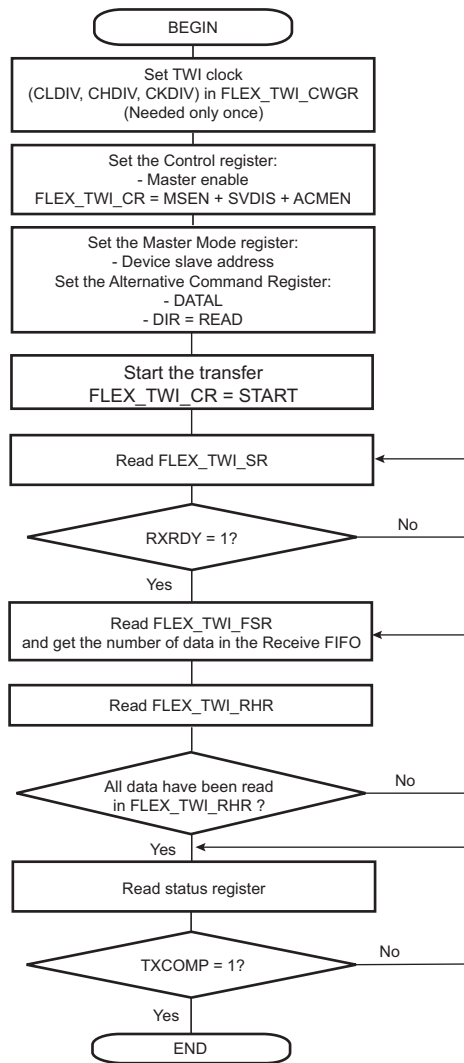 BEGIN
Set TWI clock
(CLDIV, CHDIV, CKDIV) in FLEX_TWI_CWGR
(Needed only once)
Set the Control register:
- Master enable
FLEX_TWI_CR = MSEN + SVDIS + ACMEN
Set the Master Mode register:
- Device slave address
Set the Alternative Command Register:
- DATAL
- DIR = READ
Start the transfer
FLEX_TWI_CR = START
Read FLEX_TWI_SR
RXRDY = 1?
No
Yes
Read FLEX_TWI_FSR
and get the number of data in the Receive FIFO
Read FLEX_TWI_RHR
All data have been read
in FLEX_TWI_RHR ?
No
Yes
Read status register
TXCOMP = 1?
No
Yes
END